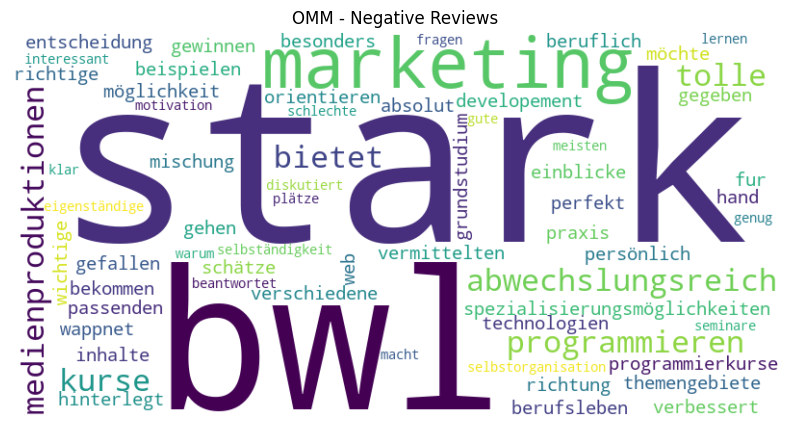 OMM - Negative Reviews
entscheidung
gewinnen
besonders
fragen
beruflich
lernen
interessant
richtige
beispielen
marketing
möchte
tolle
möglichkeit
orientieren
absolut
developement
gegeben
motivation
schlechte
gute
medienproduktionen
stark
grundstudium
mischung
bietet
meisten
klar
diskutiert
einblicke
fur
eigenständige
plätze
perfekt
hand
genug
wichtige
gehen
praxis
warum
selbständigkeit
vermittelten
persönlich
gefallen
schätze
web
bekommen
beantwortet
verschiedene
abwechslungsreich
passenden
bwl
spezialisierungsmöglichkeiten
wappnet
technologien
seminare
inhalte
macht
programmieren
kurse
selbstorganisation
programmierkurse
hinterlegt
richtung
themengebiete
berufsleben
verbessert